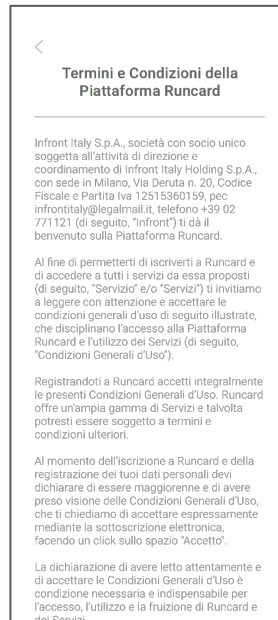 Termini e Condizioni della
Piattaforma Runcard
Infront Italy S.p.A., società con socio unico
soggetta all'attività di direzione e
coordinamento di Infront Italy Holding S.p.A.,
con sede in Milano, Via Deruta n. 20, Codice
Fiscale e Partita Iva 12515360159, pec
infrontitaly@legalmail.it, telefono +39 02
771121 (di seguito, "Infront") ti dà il
benvenuto sulla Piattaforma Runcard.
Al fine di permetterti di iscriverti a Runcard e
di accedere a tutti i servizi da essa proposti
(di seguito, "Servizio" e/o "Servizi") ti invitiamo
a leggere con attenzione e accettare le
condizioni generali d'uso di seguito illustrate,
che disciplinano l'accesso alla Piattaforma
Runcard e l'utilizzo dei Servizi (di seguito,
"Condizioni Generali d'Uso").
Registrandoti a Runcard accetti integralmente
le presenti Condizioni Generali d'Uso. Runcard
offre un'ampia gamma di Servizi e talvolta
potresti essere soggetto a termini e
condizioni ulteriori.
Al momento dell'iscrizione a Runcard e della
registrazione dei tuoi dati personali devi
dichiarare di essere maggiorenne e di avere
preso visione delle Condizioni Generali d'Uso,
che ti chiediamo di accettare espressamente
mediante la sottoscrizione elettronica,
facendo un click sullo spazio "Accetto".
La dichiarazione di avere letto attentamente e
di accettare le Condizioni Generali d'Uso è
condizione necessaria e indispensabile per
l'accesso, l'utilizzo e la fruizione di Runcard e
dei Servizi